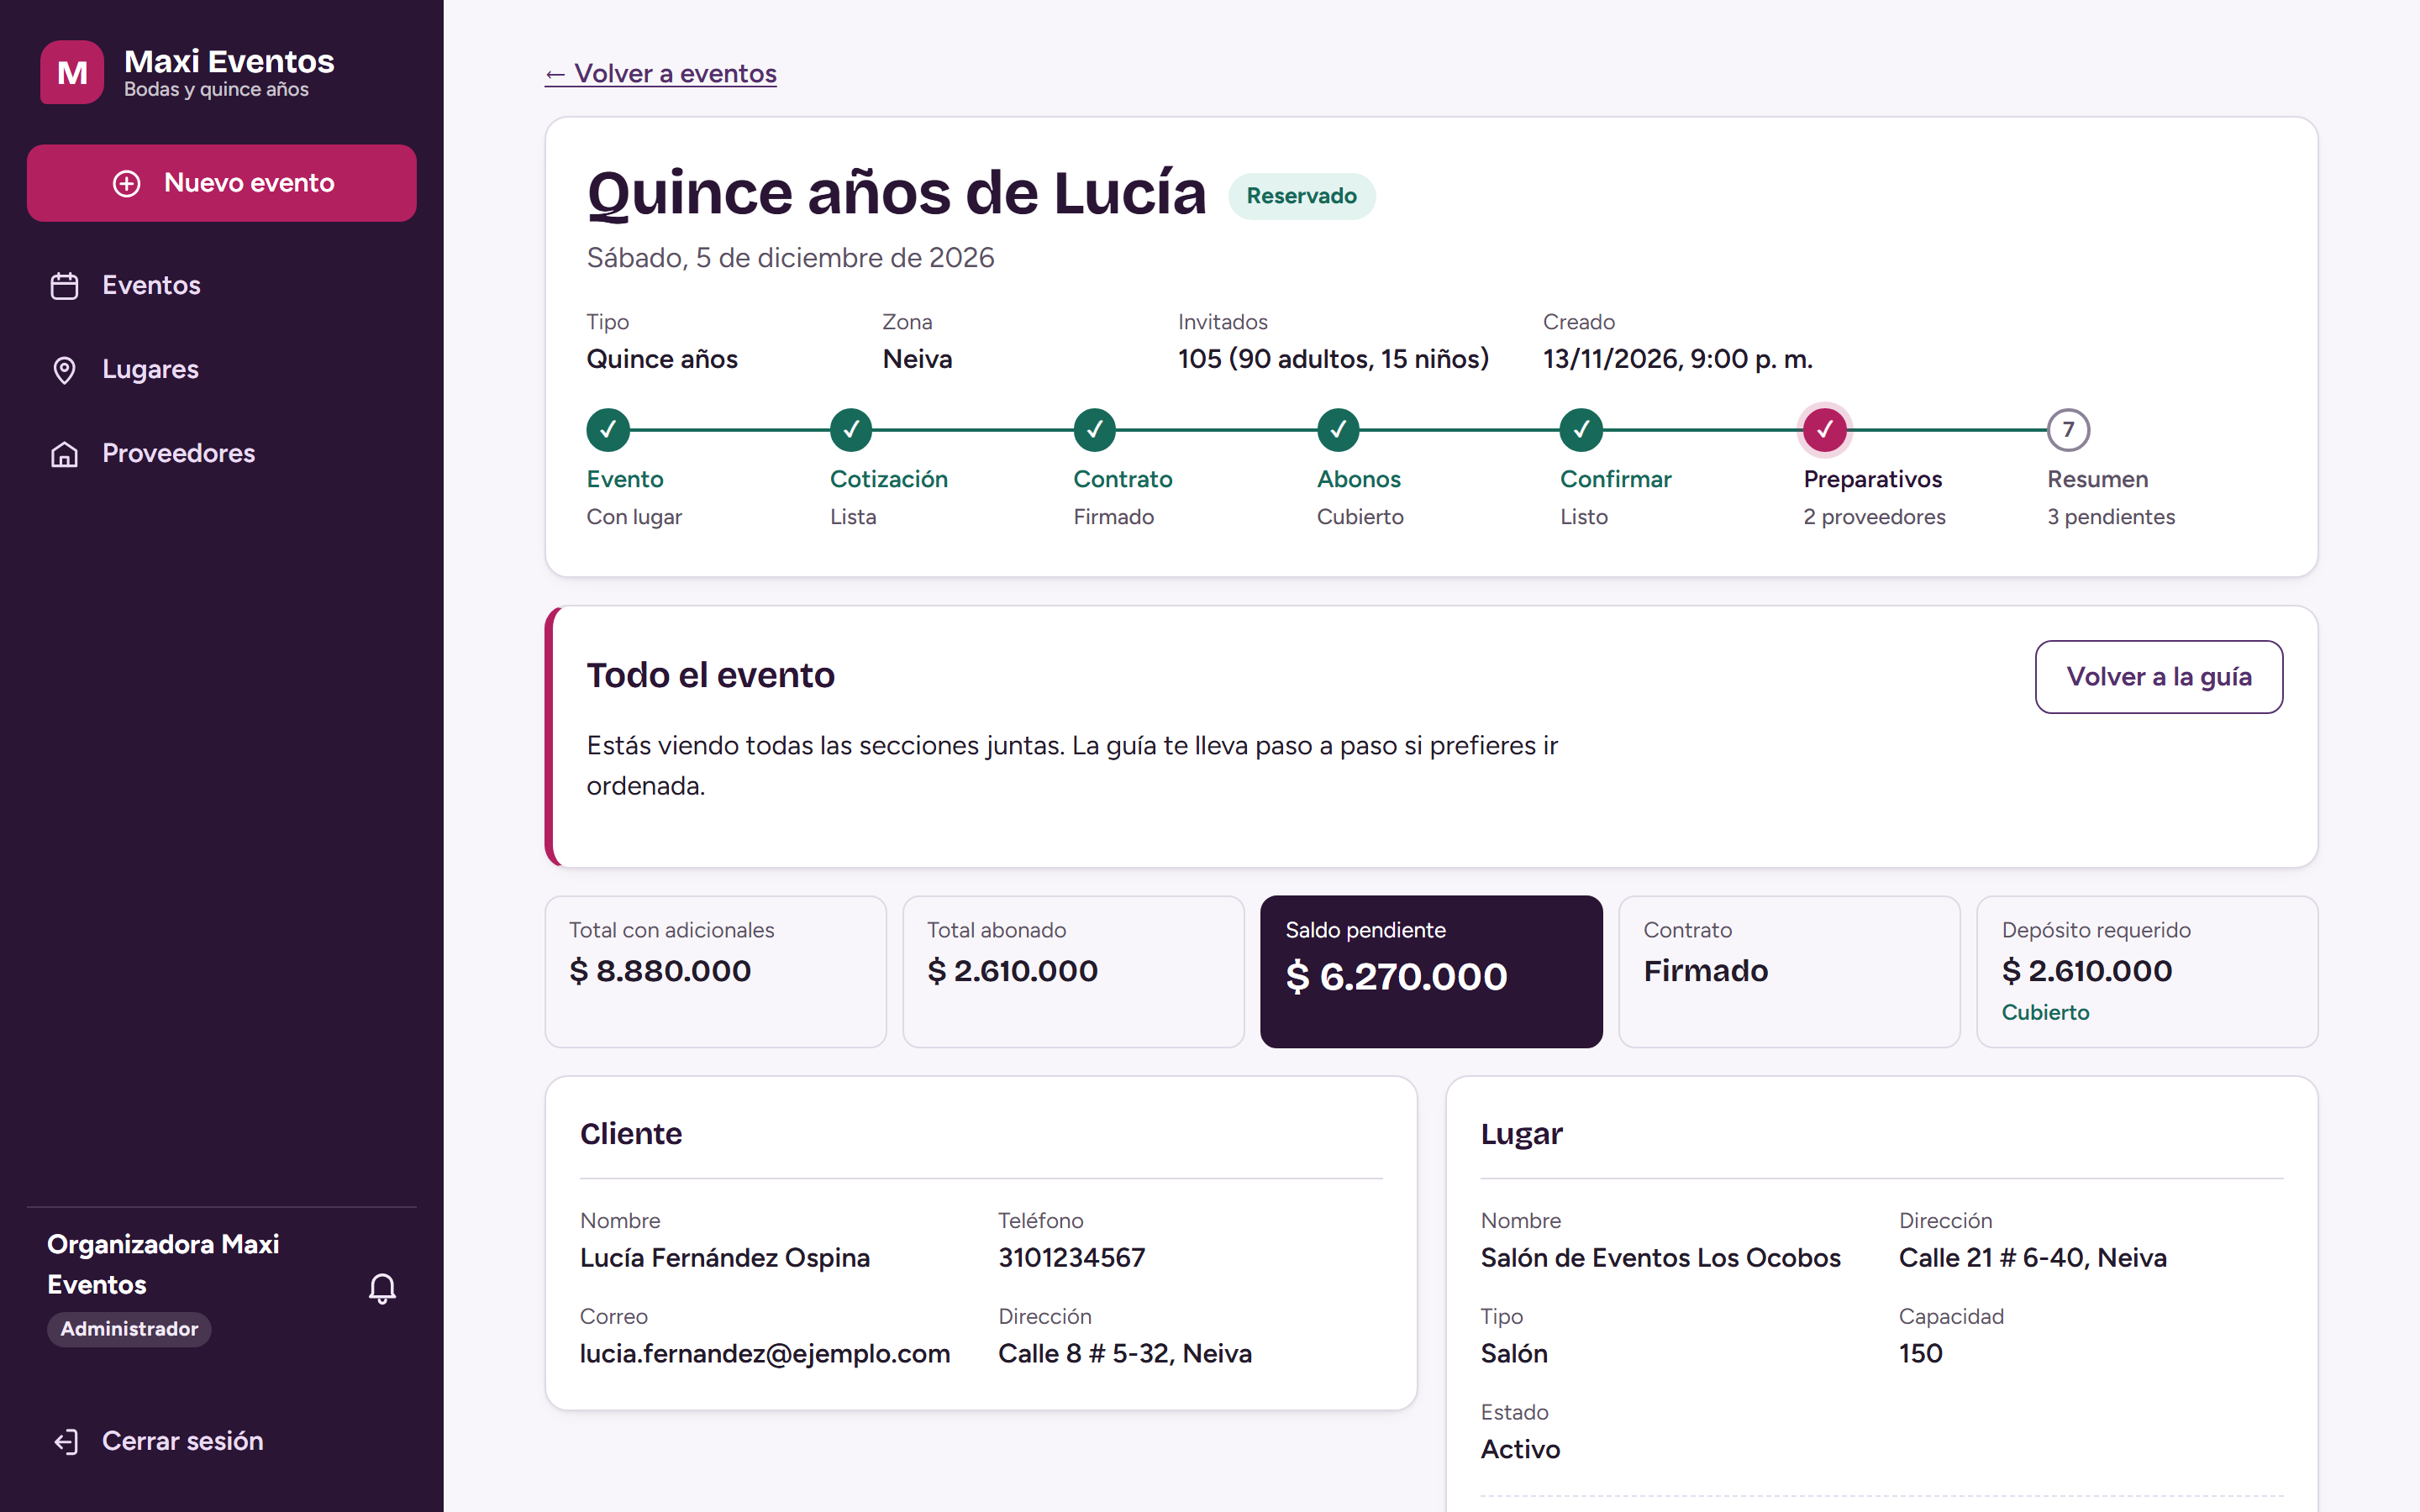 M
Maxi Eventos
Bodas y quince años
Nuevo evento
Eventos
Lugares
Proveedores
Organizadora Maxi
Eventos
Administrador
Cerrar sesión
← Volver a eventos
Quince años de Lucía
Reservado
Sábado, 5 de diciembre de 2026
Tipo
Quince años
Zona
Neiva
Invitados
105 (90 adultos, 15 niños)
Creado
13/11/2026, 9:00 p. m.
✓ ✓ ✓ ✓ ✓ ✓ 7
Evento
Con lugar
Cotización
Lista
Contrato
Firmado
Abonos
Cubierto
Confirmar
Listo
Preparativos
2 proveedores
Resumen
3 pendientes
Todo el evento
Volver a la guía
Estás viendo todas las secciones juntas. La guía te lleva paso a paso si prefieres ir
ordenada.
Total con adicionales
$ 8.880.000
Total abonado
$ 2.610.000
Saldo pendiente
$ 6.270.000
Contrato
Firmado
Depósito requerido
$ 2.610.000
Cubierto
Cliente
Nombre
Lucía Fernández Ospina
Teléfono
3101234567
Correo
lucia.fernandez@ejemplo.com
Dirección
Calle 8 # 5-32, Neiva
Lugar
Nombre
Salón de Eventos Los Ocobos
Dirección
Calle 21 # 6-40, Neiva
Tipo
Salón
Capacidad
150
Estado
Activo